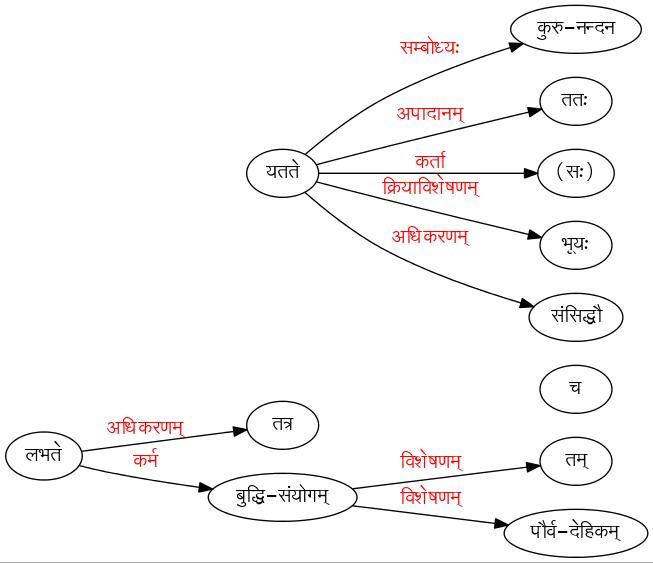 कुरु-नन्दन
सम्बोध्यः
ततः
अपादानम्
यतते
कर्ता
(सः)
क्रियाविशेषणम्
भूयः
अधिकरणम्
संसिद्धौ
च
अधिकरणम्
तत्र
लभते
कर्म
विशेषणम्
तम्
बुद्धि-संयोगम्
विशेषणम्
पौर्व-देहिकम्